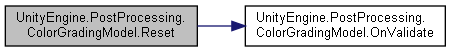 UnityEngine.PostProcessing.
ColorGradingModel.Reset
UnityEngine.PostProcessing.
ColorGradingModel.OnValidate